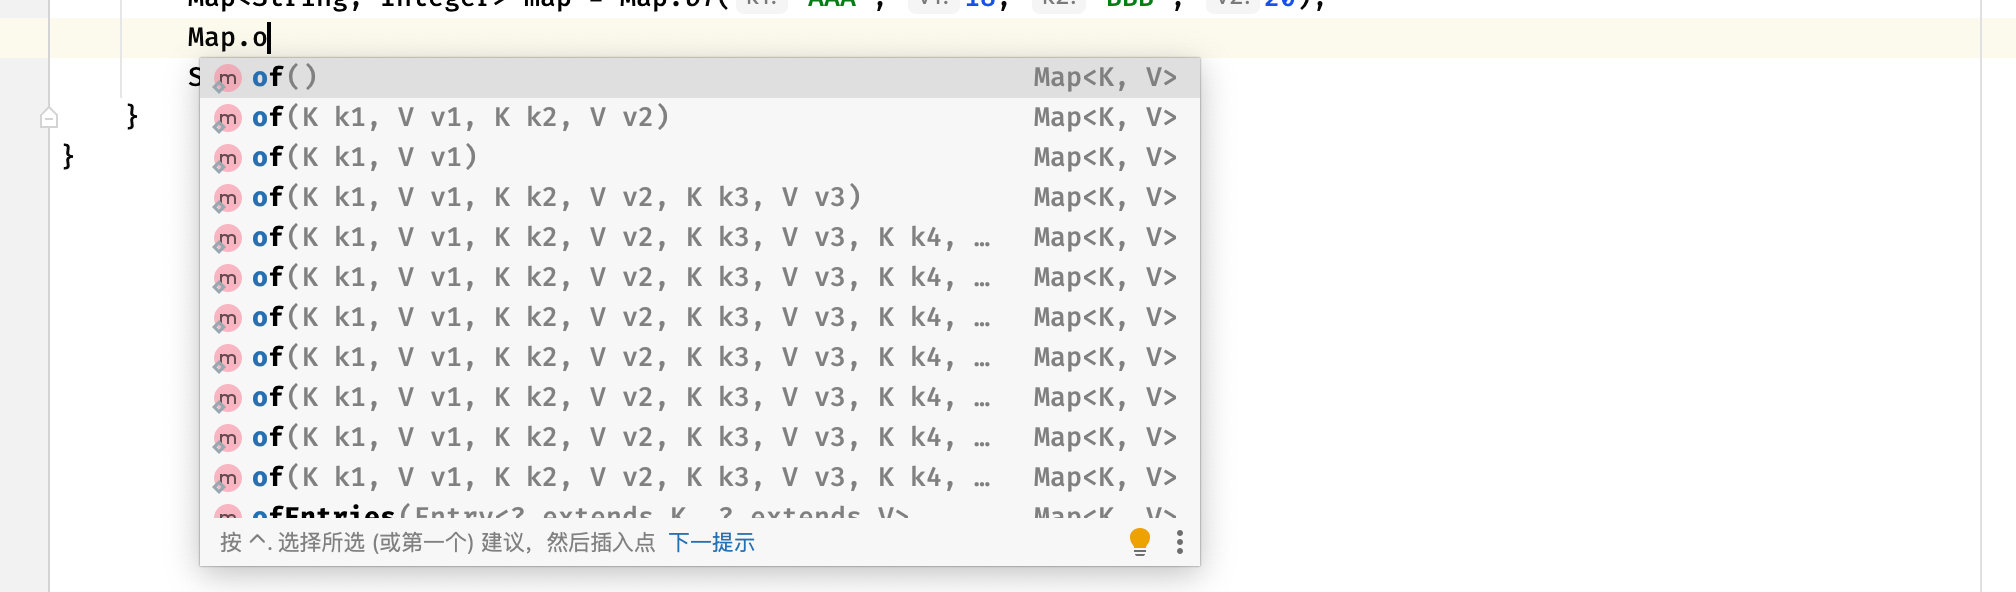 Map<String, Integer> map = Map.of( k1: "AAA", v1: 18, k2: "BBB", v2: 20);
Map.o
S
of() Map<K, V>
of(K k1, V v1, K k2, V v2) Map<K, V>
of(K k1, V v1) Map<K, V>
of(K k1, V v1, K k2, V v2, K k3, V v3) Map<K, V>
of(K k1, V v1, K k2, V v2, K k3, V v3, K k4, … Map<K, V>
of(K k1, V v1, K k2, V v2, K k3, V v3, K k4, … Map<K, V>
of(K k1, V v1, K k2, V v2, K k3, V v3, K k4, … Map<K, V>
of(K k1, V v1, K k2, V v2, K k3, V v3, K k4, … Map<K, V>
of(K k1, V v1, K k2, V v2, K k3, V v3, K k4, … Map<K, V>
of(K k1, V v1, K k2, V v2, K k3, V v3, K k4, … Map<K, V>
of(K k1, V v1, K k2, V v2, K k3, V v3, K k4, … Map<K, V>
ofEntries(Entry<? extends K, ? extends V> Map<K, V>
按 ^. 选择所选 (或第一个) 建议，然后插入点 下一提示
}
}